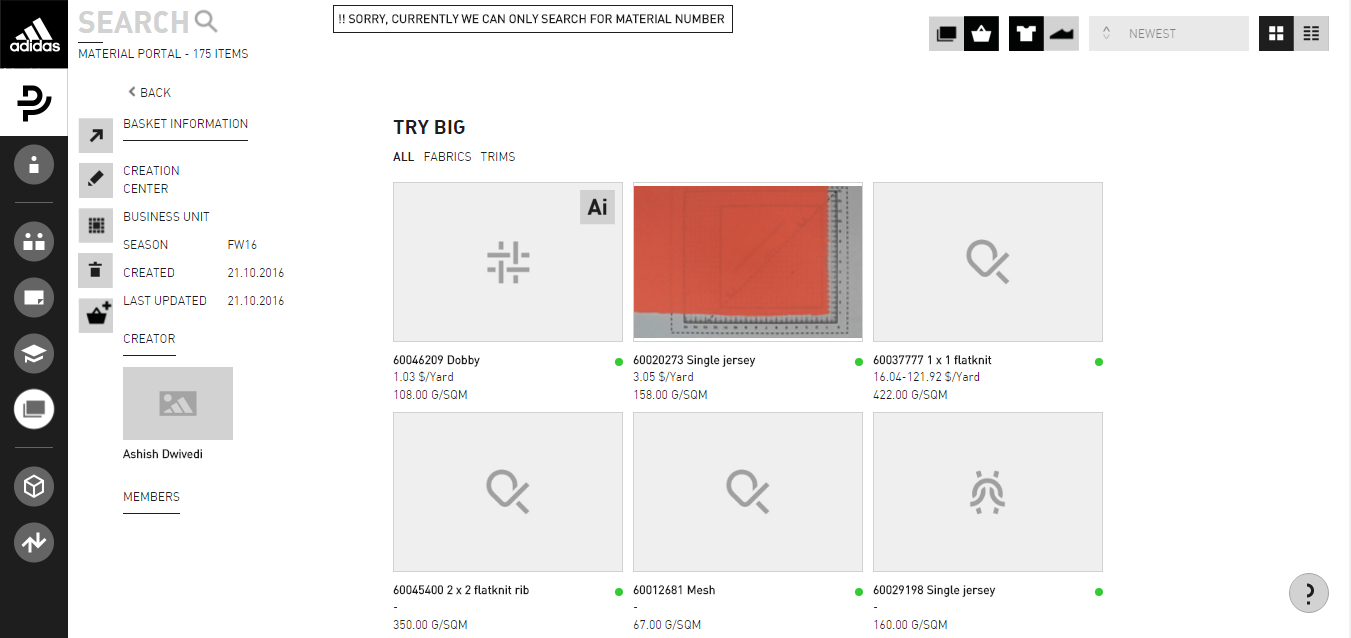 adidas
SEARCH
!! SORRY, CURRENTLY WE CAN ONLY SEARCH FOR MATERIAL NUMBER
NEWEST
MATERIAL PORTAL - 175 ITEMS
BACK
BASKET INFORMATION
CREATION
CENTER
BUSINESS UNIT
SEASON FW16
CREATED 21.10.2016
LAST UPDATED 21.10.2016
CREATOR
Ashish Dwivedi
MEMBERS
TRY BIG
ALL FABRICS TRIMS
Ai
60046209 Dobby
1.03 $/Yard
108.00 G/SQM
60020273 Single jersey
3.05 $/Yard
158.00 G/SQM
60037777 1 x 1 flatknit
16.04-121.92 $/Yard
422.00 G/SQM
60045400 2 x 2 flatknit rib
-
350.00 G/SQM
60012681 Mesh
-
67.00 G/SQM
60029198 Single jersey
-
160.00 G/SQM
?